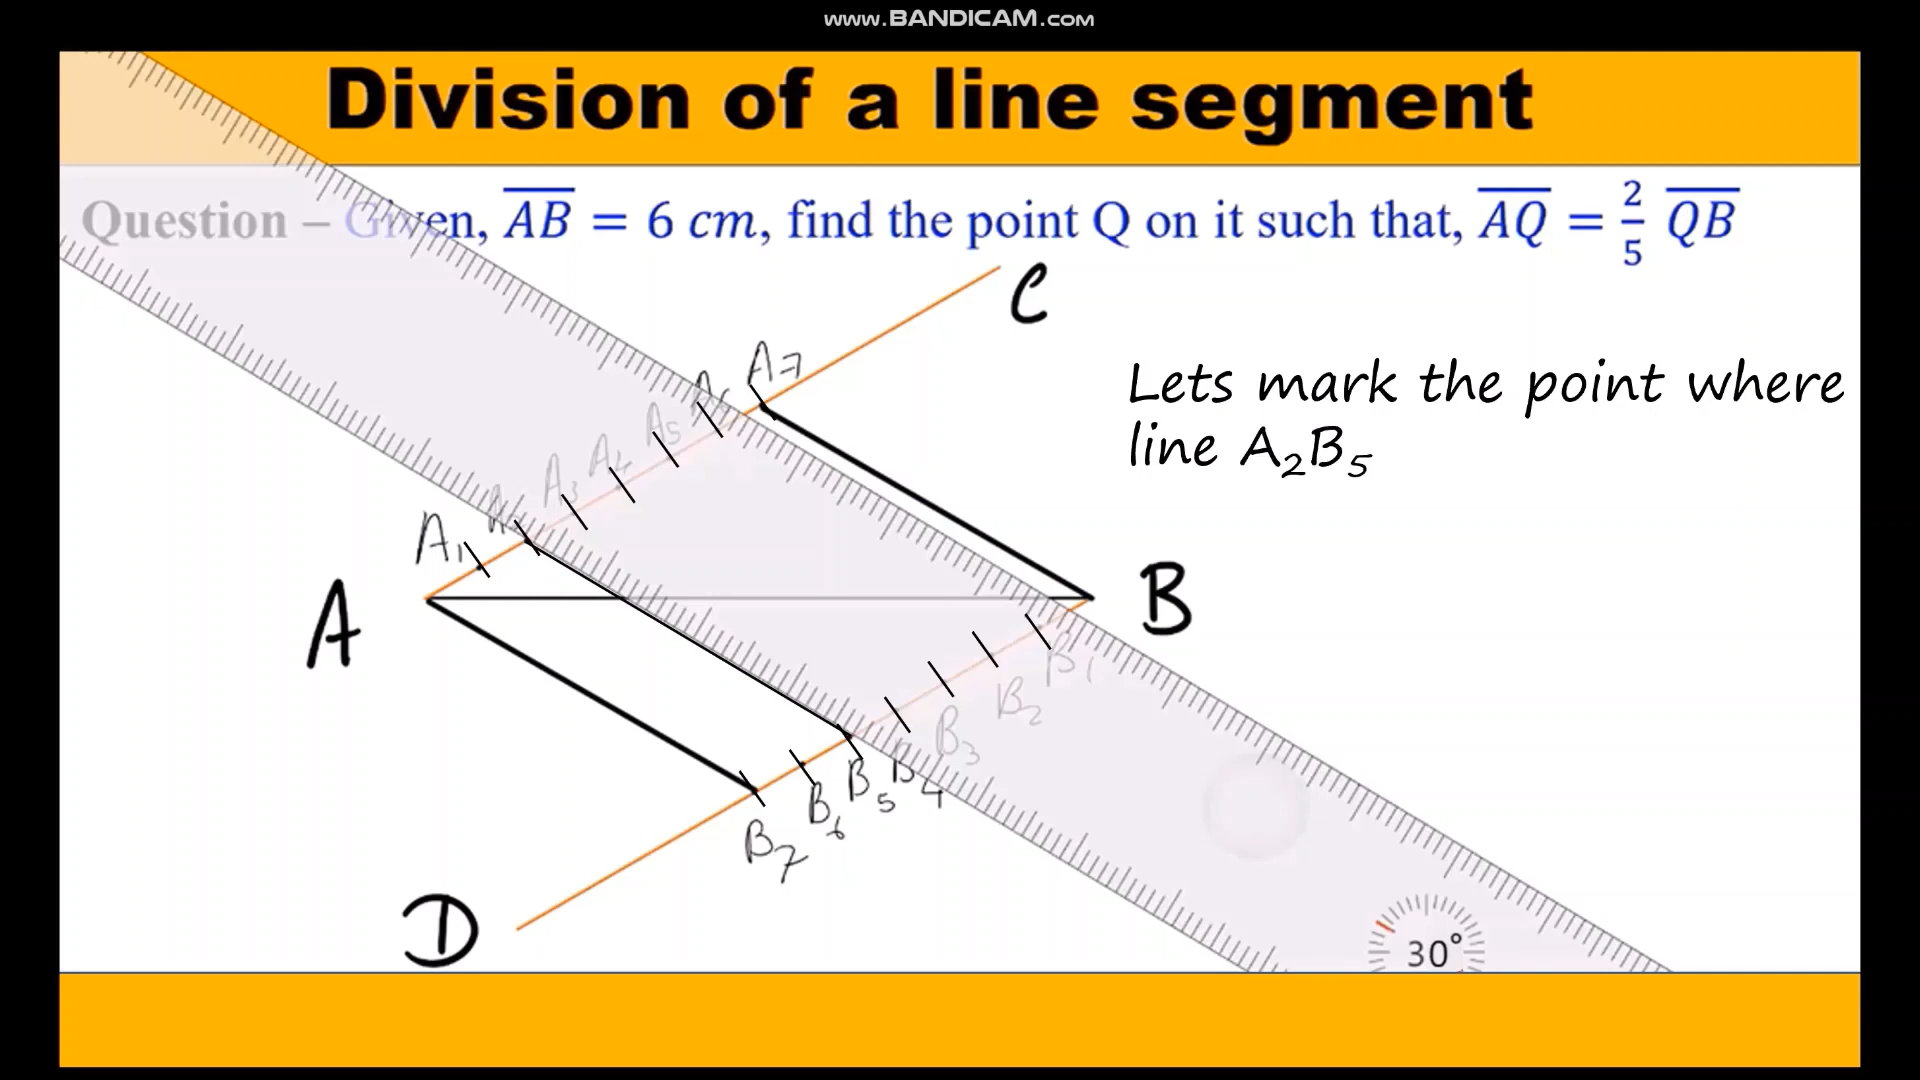 www.BANDICAM.com
Division of a line segment
Question – Given, AB = 6 cm, find the point Q on it such that, AQ = 2/5 QB
C
A7
Lets mark the point where
line A₂B₅
A6
A5
A4
A3
A2
A1
A
B
B1
B2
B3
B4
B5
B6
B7
D
30°